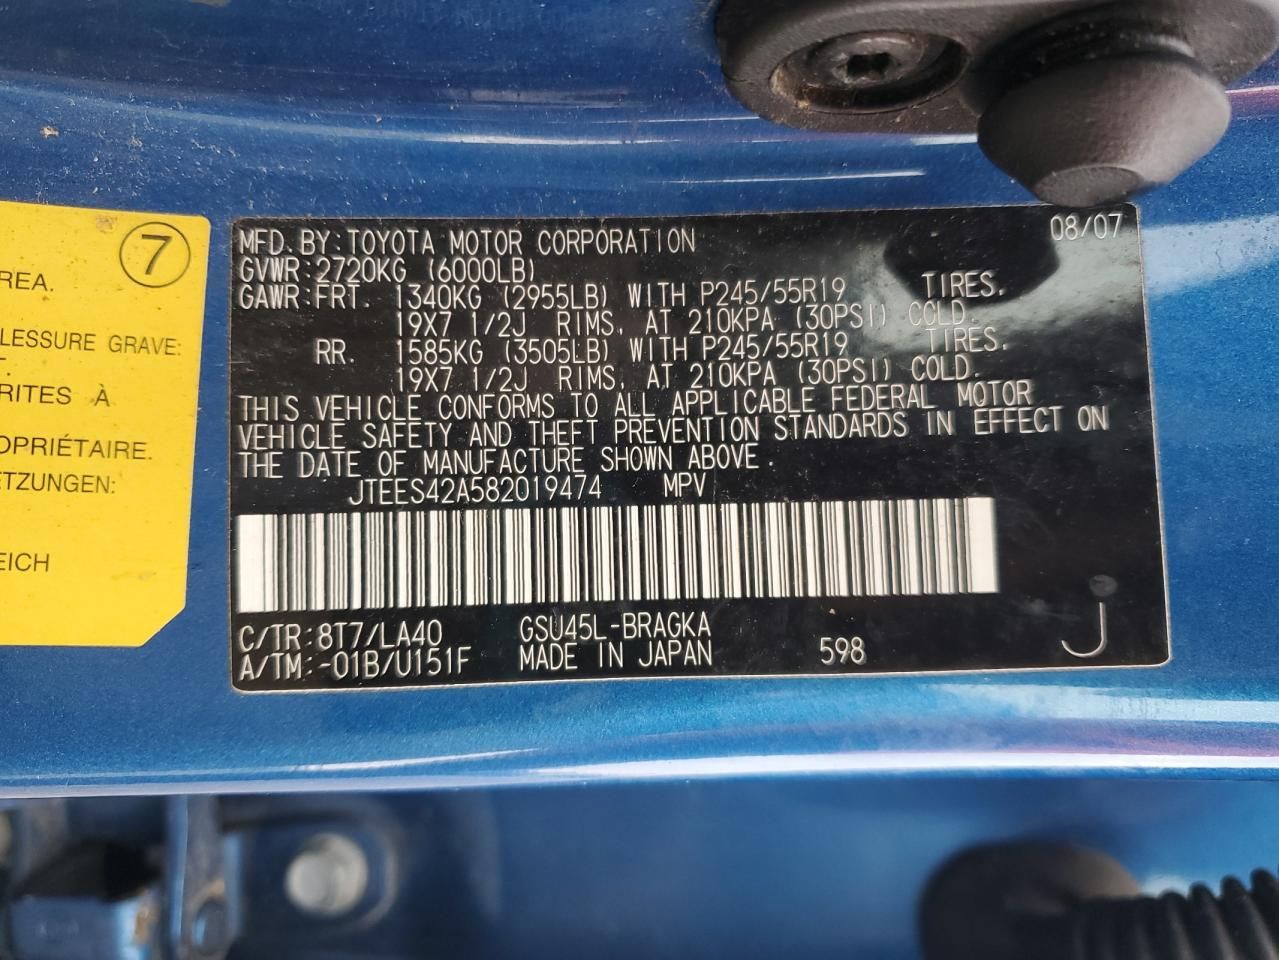 7
REA.
LESSURE GRAVE:
RITES À
OPRIÉTAIRE.
ETZUNGEN:
EICH
MFD. BY: TOYOTA MOTOR CORPORATION 08/07
GVWR: 2720KG (6000LB)
GAWR: FRT. 1340KG (2955LB) WITH P245/55R19 TIRES,
19X7 1/2J RIMS, AT 210KPA (30PSI) COLD.
RR. 1585KG (3505LB) WITH P245/55R19 TIRES,
19X7 1/2J RIMS, AT 210KPA (30PSI) COLD.
THIS VEHICLE CONFORMS TO ALL APPLICABLE FEDERAL MOTOR
VEHICLE SAFETY AND THEFT PREVENTION STANDARDS IN EFFECT ON
THE DATE OF MANUFACTURE SHOWN ABOVE.
JTEES42A582019474 MPV
C/TR: 8T7/LA40 GSU45L-BRAGKA
A/TM: -01B/U151F MADE IN JAPAN 598 J